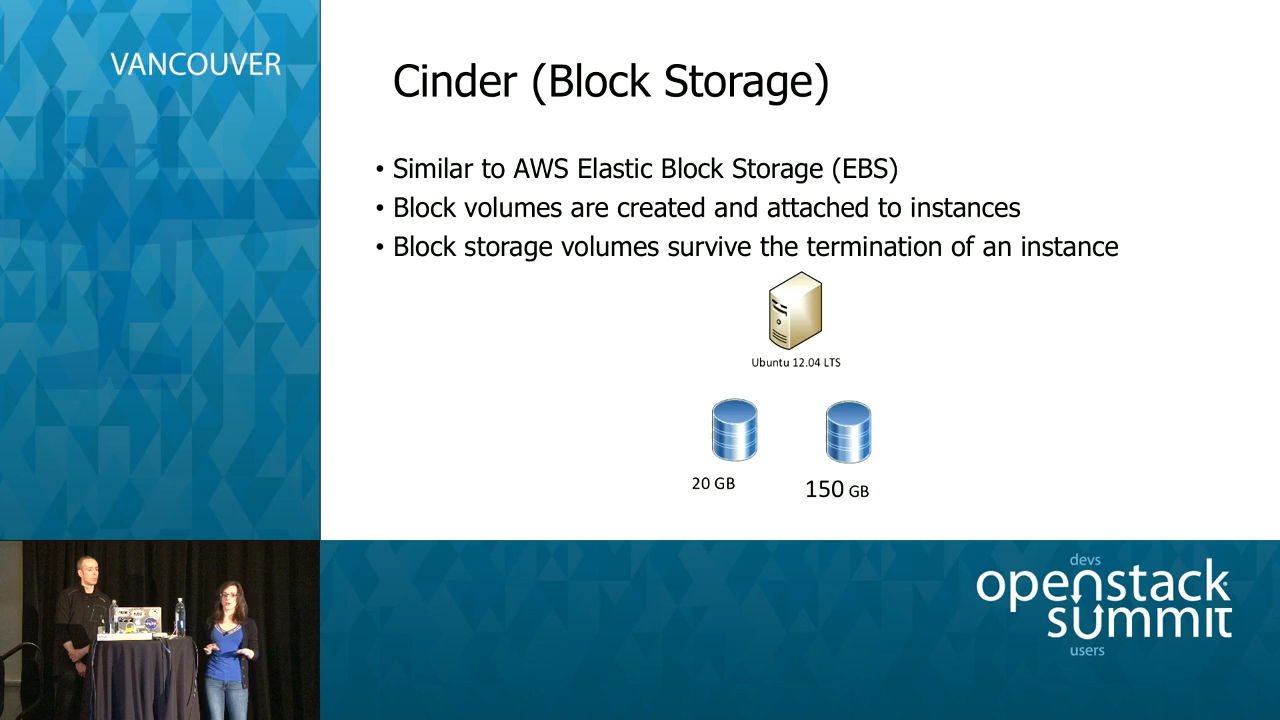 VANCOUVER
Cinder (Block Storage)
• Similar to AWS Elastic Block Storage (EBS)
• Block volumes are created and attached to instances
• Block storage volumes survive the termination of an instance
Ubuntu 12.04 LTS
20 GB
150 GB
devs
openstack
summit
users